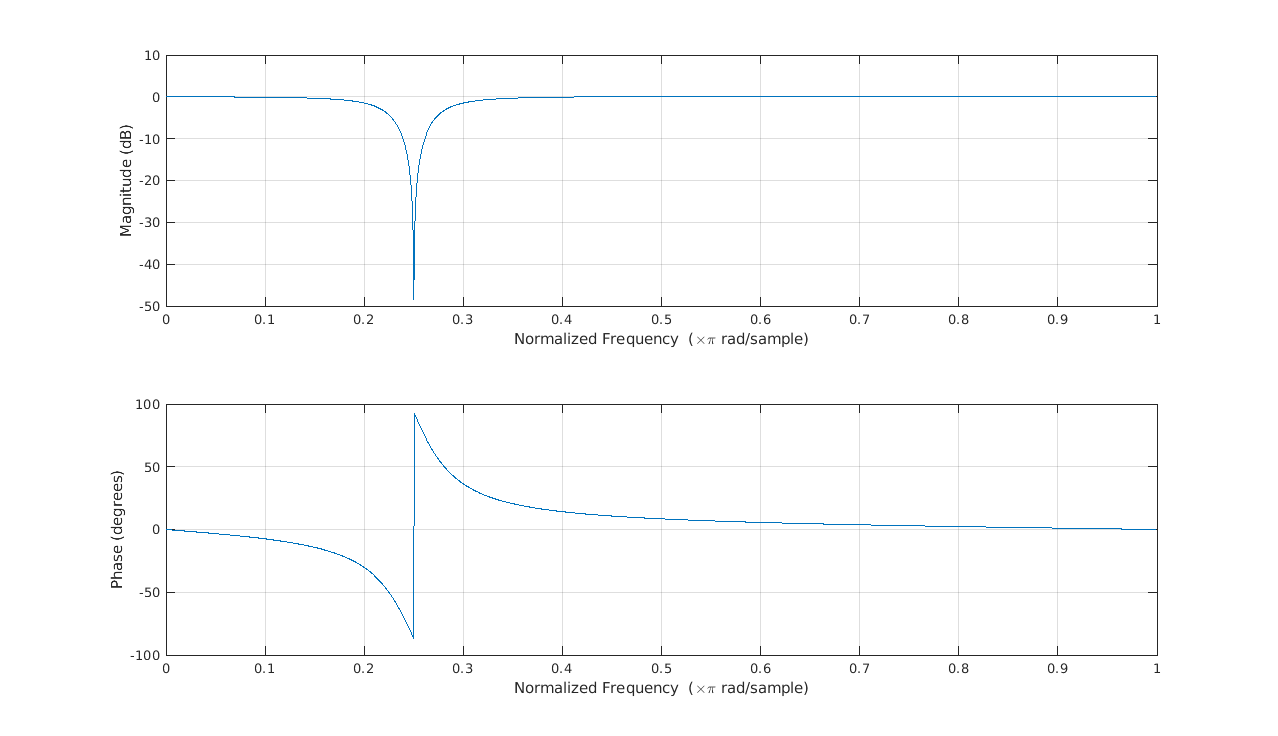 10
0
-10
-20
-30
-40
-50
Magnitude (dB)
0 0.1 0.2 0.3 0.4 0.5 0.6 0.7 0.8 0.9 1
Normalized Frequency (×π rad/sample)
100
50
0
-50
-100
Phase (degrees)
0 0.1 0.2 0.3 0.4 0.5 0.6 0.7 0.8 0.9 1
Normalized Frequency (×π rad/sample)